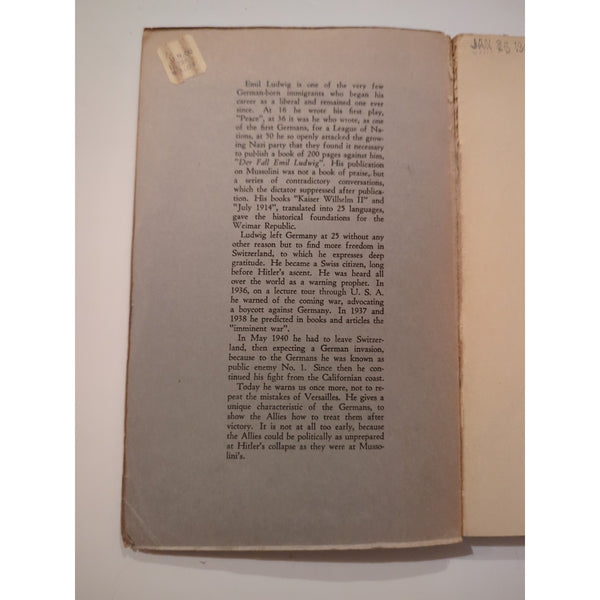 JAN 25
Emil Ludwig is one of the very few
German-born immigrants who began his
career as a liberal and remained one ever
since. At 16 he wrote his first play,
"Peace", at 36 it was he who wrote, as one
of the first Germans, for a League of Na-
tions, at 50 he so openly attacked the grow-
ing Nazi party that they found it necessary
to publish a book of 200 pages against him,
"Der Fall Emil Ludwig". His publication
on Mussolini was not a book of praise, but
a series of contradictory conversations,
which the dictator suppressed after publica-
tion. His books "Kaiser Wilhelm II" and
"July 1914", translated into 25 languages,
gave the historical foundations for the
Weimar Republic.
Ludwig left Germany at 25 without any
other reason but to find more freedom in
Switzerland, to which he expresses deep
gratitude. He became a Swiss citizen, long
before Hitler's ascent. He was heard all
over the world as a warning prophet. In
1936, on a lecture tour through U. S. A.
he warned of the coming war, advocating
a boycott against Germany. In 1937 and
1938 he predicted in books and articles the
"imminent war".
In May 1940 he had to leave Switzer-
land, then expecting a German invasion,
because to the Germans he was known as
public enemy No. 1. Since then he con-
tinued his fight from the Californian coast.
Today he warns us once more, not to re-
peat the mistakes of Versailles. He gives a
unique characteristic of the Germans, to
show the Allies how to treat them after
victory. It is not at all too early, because
the Allies could be politically as unprepared
at Hitler's collapse as they were at Musso-
lini's.